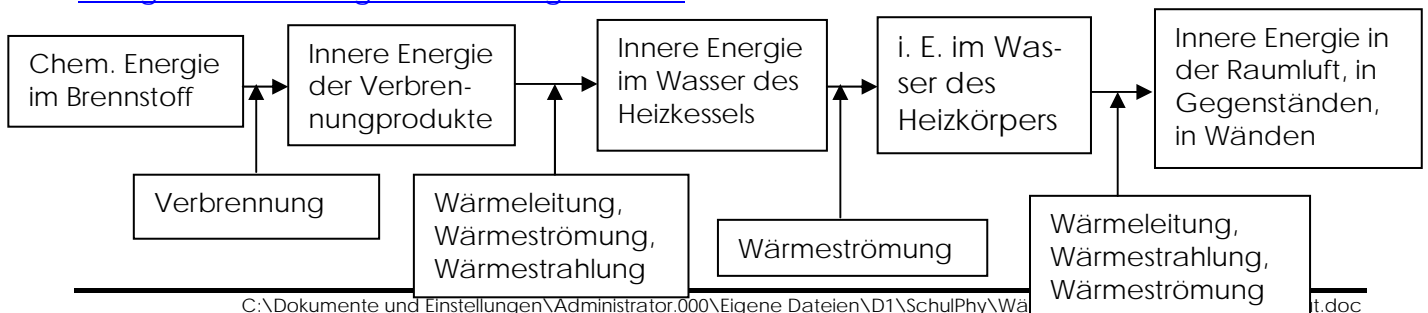 Chem. Energie
im Brennstoff
Innere Energie
der Verbren-
nungprodukte
Innere Energie
im Wasser des
Heizkessels
i. E. im Was-
ser des
Heizkörpers
Innere Energie in
der Raumluft, in
Gegenständen,
in Wänden
Verbrennung
Wärmeleitung,
Wärmeströmung,
Wärmestrahlung
Wärmeströmung
Wärmeleitung,
Wärmestrahlung,
Wärmeströmung
C:\Dokumente und Einstellungen\Administrator.000\Eigene Dateien\D1\SchulPhy\Wä